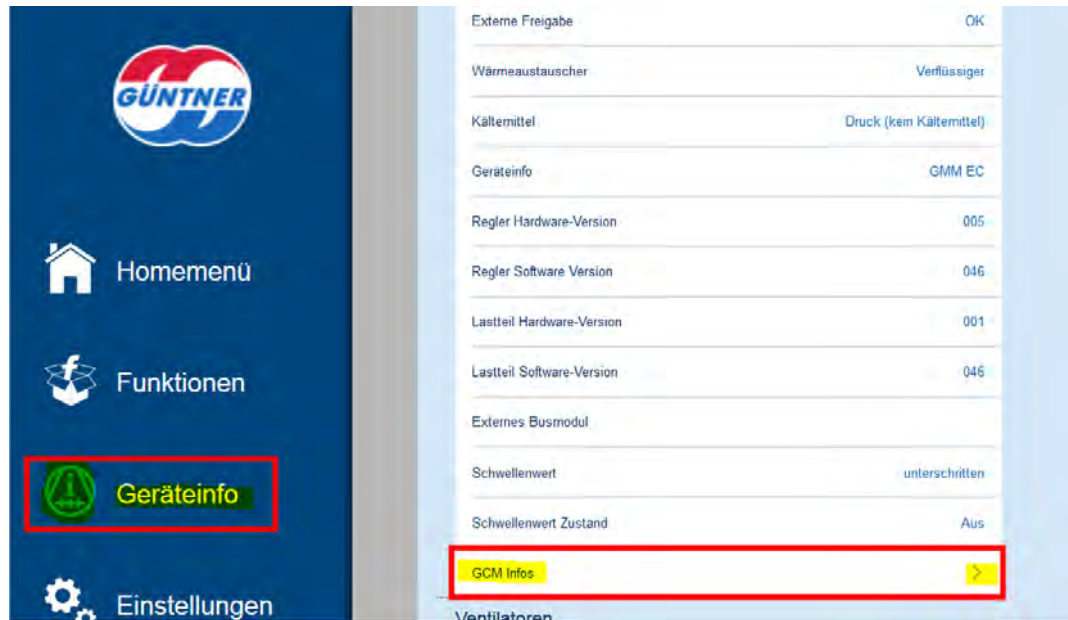 GÜNTNER
Homemenü
Funktionen
Geräteinfo
Einstellungen
Externe Freigabe OK
Wärmeaustauscher Verflüssiger
Kältemittel Druck (kein Kältemittel)
Geräteinfo GMM EC
Regler Hardware-Version 005
Regler Software Version 046
Lastteil Hardware-Version 001
Lastteil Software-Version 046
Externes Busmodul
Schwellenwert unterschritten
Schwellenwert Zustand Aus
GCM Infos >
Ventilatoren